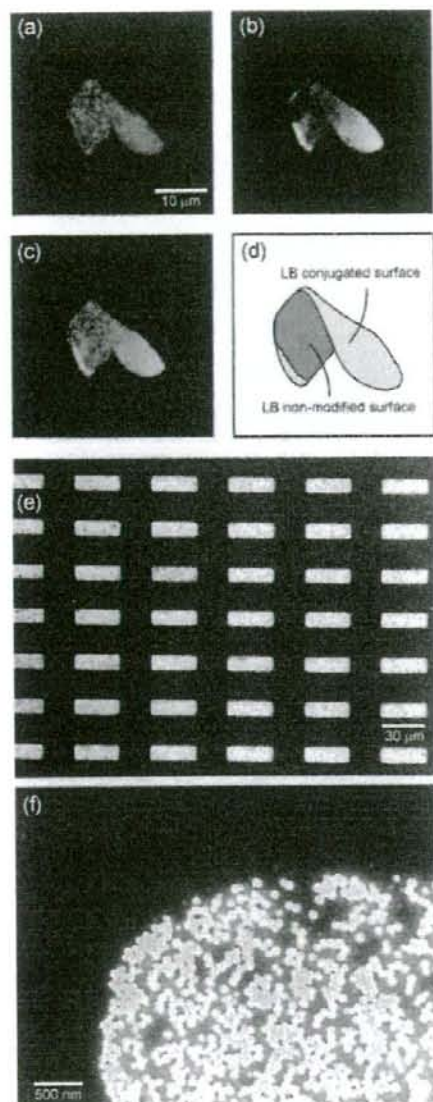 (a)
10 μm
(b)
(c)
(d)
LB conjugated surface
LB non-modified surface
(e)
30 μm
(f)
500 nm